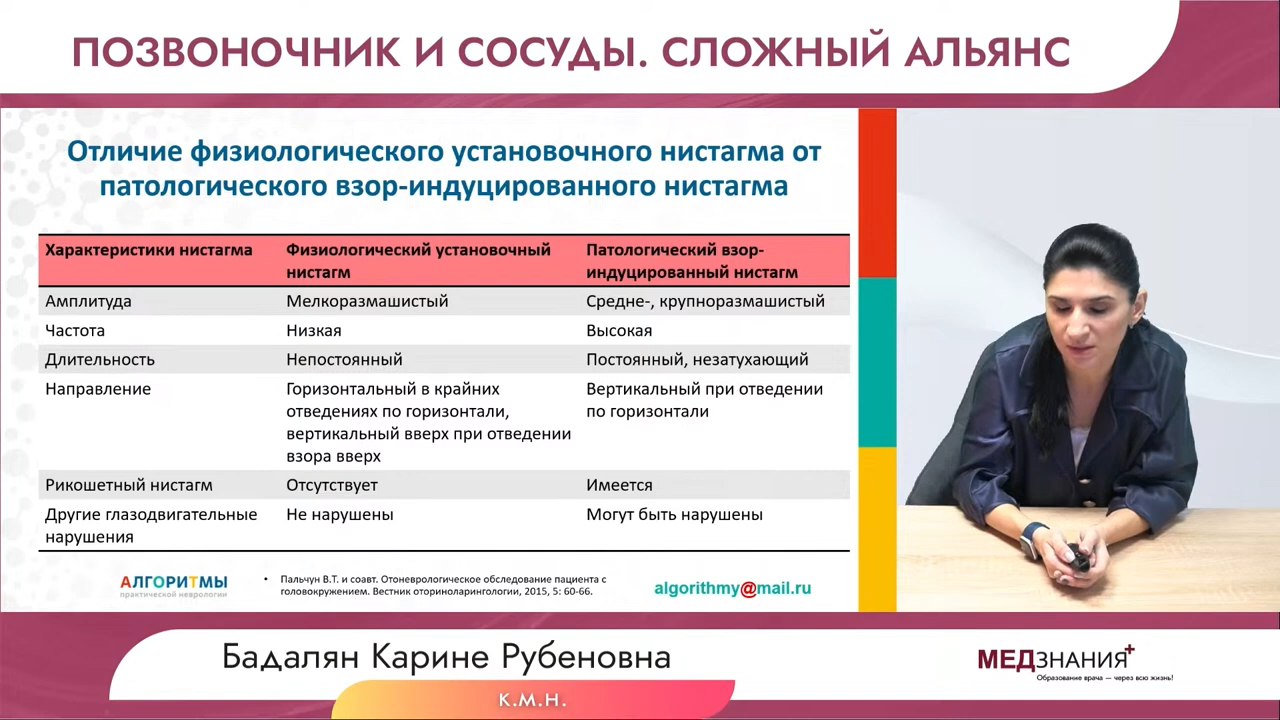 ПОЗВОНОЧНИК И СОСУДЫ. СЛОЖНЫЙ АЛЬЯНС
Отличие физиологического установочного нистагма от
патологического взор-индуцированного нистагма
Характеристики нистагма
Физиологический установочный
нистагм
Патологический взор-
индуцированный нистагм
Амплитуда
Мелкоразмашистый
Средне-, крупноразмашистый
Частота
Низкая
Высокая
Длительность
Непостоянный
Постоянный, незатухающий
Направление
Горизонтальный в крайних
отведениях по горизонтали,
вертикальный вверх при отведении
взора вверх
Вертикальный при отведении
по горизонтали
Рикошетный нистагм
Отсутствует
Имеется
Другие глазодвигательные
нарушения
Не нарушены
Могут быть нарушены
АЛГОРИТМЫ
практической неврологии
• Пальчун В.Т. и соавт. Отоневрологическое обследование пациента с
головокружением. Вестник оториноларингологии, 2015, 5: 60-66.
algorithmy@mail.ru
Бадалян Карине Рубеновна
К.М.Н.
МЕДЗНАНИЯ+
Образование врача — через всю жизнь!